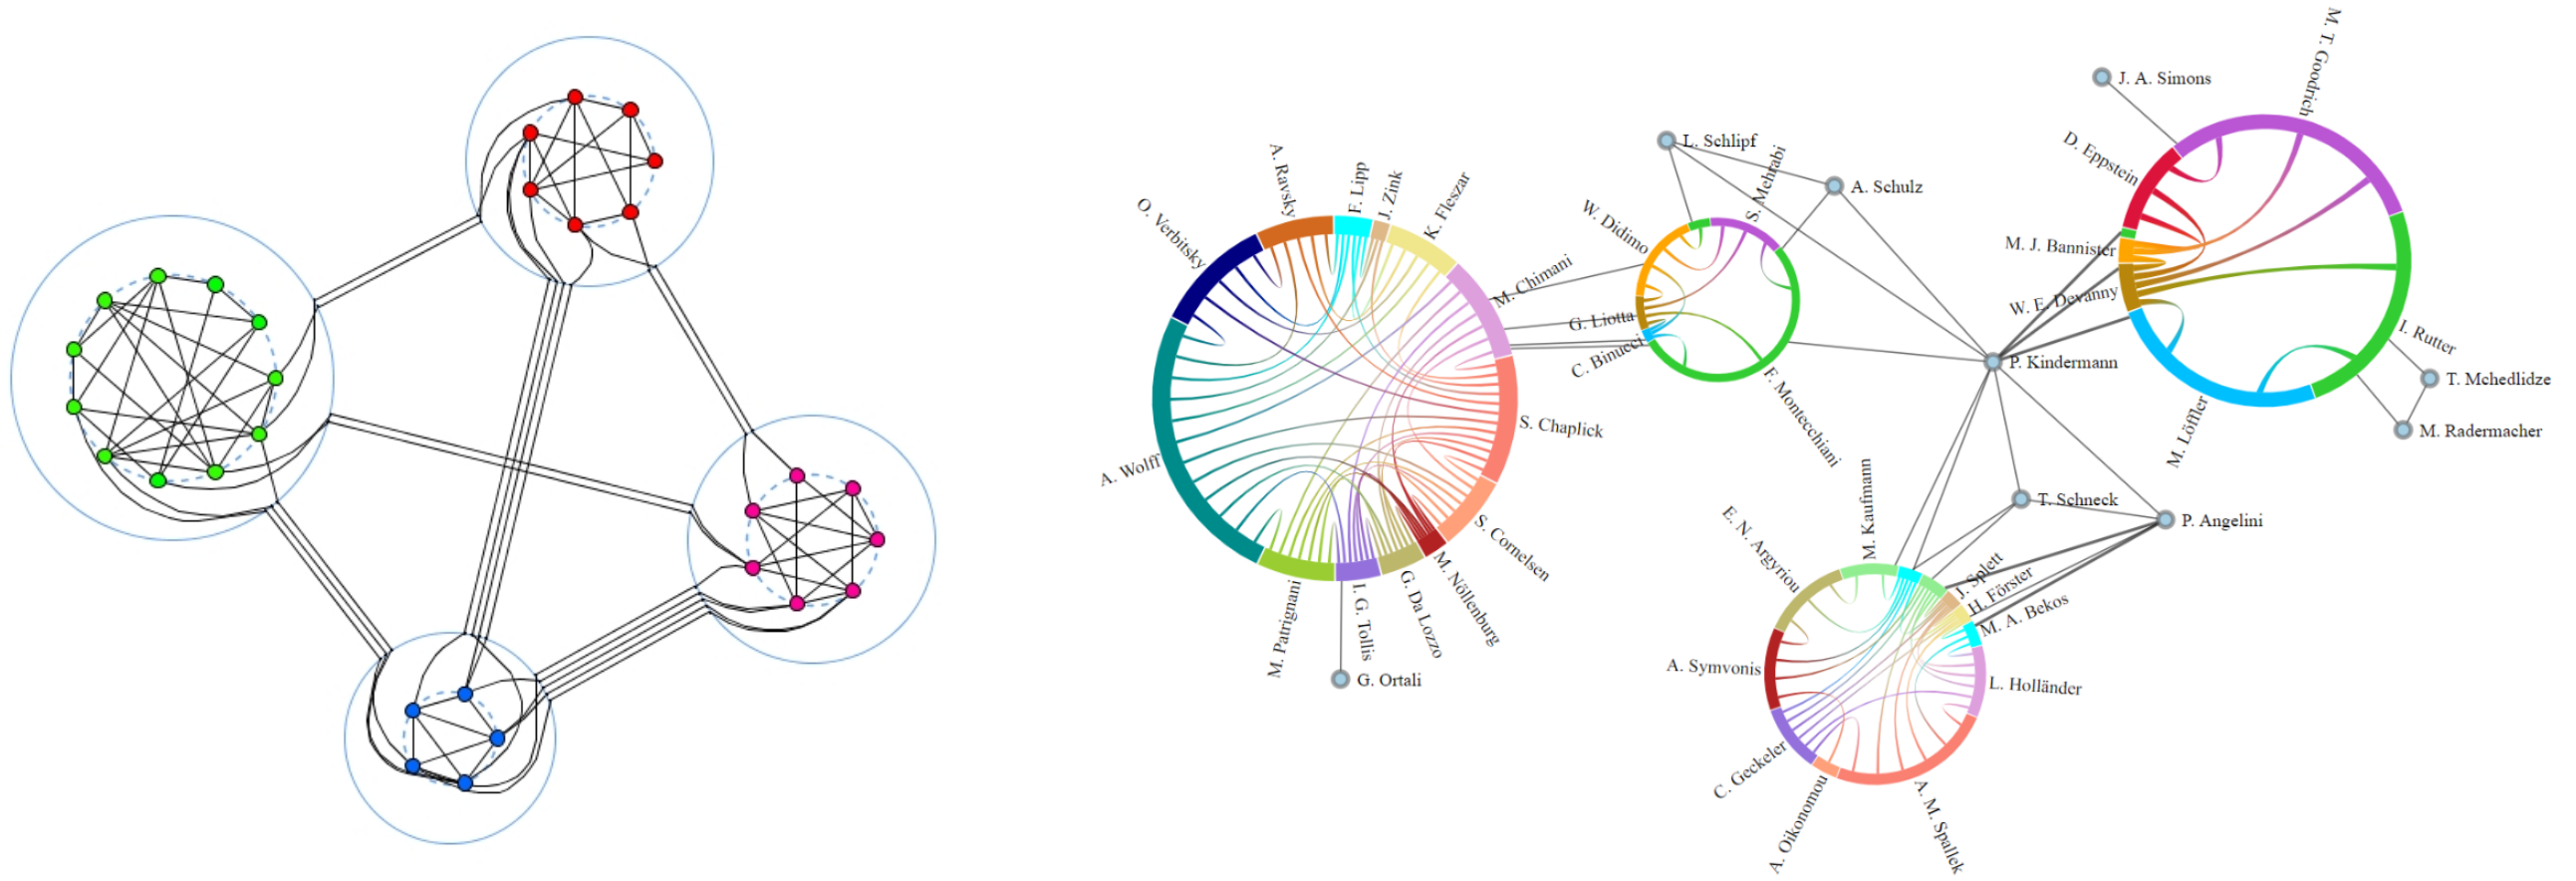 A. Ravsky
F. Lipp
J. Zink
K. Fleszar
O. Verbitsky
M. Chimani
A. Wolff
S. Chaplick
S. Cornelsen
M. Nöllenburg
G. Da Lozzo
I. G. Tollis
M. Patrignani
G. Ortali
L. Schlipf
S. Mehrabi
A. Schulz
W. Didimo
G. Liotta
C. Binucci
F. Montecchiani
J. A. Simons
M. T. Goodrich
D. Eppstein
M. J. Bannister
W. E. Devanny
I. Rutter
T. Mchedlidze
M. Radermacher
M. Löffler
P. Kindermann
T. Schneck
P. Angelini
M. Kaufmann
E. N. Argyriou
J. Splett
H. Förster
M. A. Bekos
A. Symvonis
L. Holländer
C. Geckeler
A. Oikonomou
A. M. Spallek